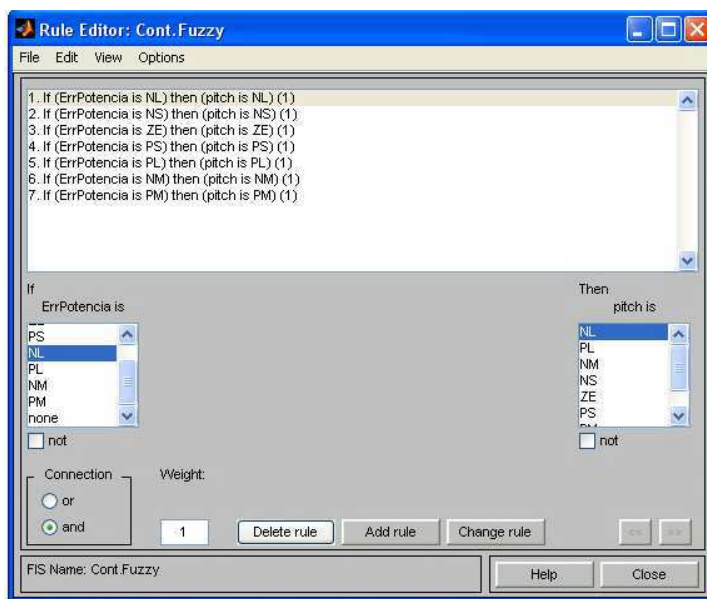 Rule Editor: Cont.Fuzzy
File Edit View Options
1. If (ErrPotencia is NL) then (pitch is NL) (1)
2. If (ErrPotencia is NS) then (pitch is NS) (1)
3. If (ErrPotencia is ZE) then (pitch is ZE) (1)
4. If (ErrPotencia is PS) then (pitch is PS) (1)
5. If (ErrPotencia is PL) then (pitch is PL) (1)
6. If (ErrPotencia is NM) then (pitch is NM) (1)
7. If (ErrPotencia is PM) then (pitch is PM) (1)
If
ErrPotencia is
PS
NL
PL
NM
PM
none
not
Then
pitch is
NL
PL
NM
NS
ZE
PS
PM
not
Connection
or
and
Weight:
1
Delete rule
Add rule
Change rule
<<
>>
FIS Name: Cont.Fuzzy
Help
Close